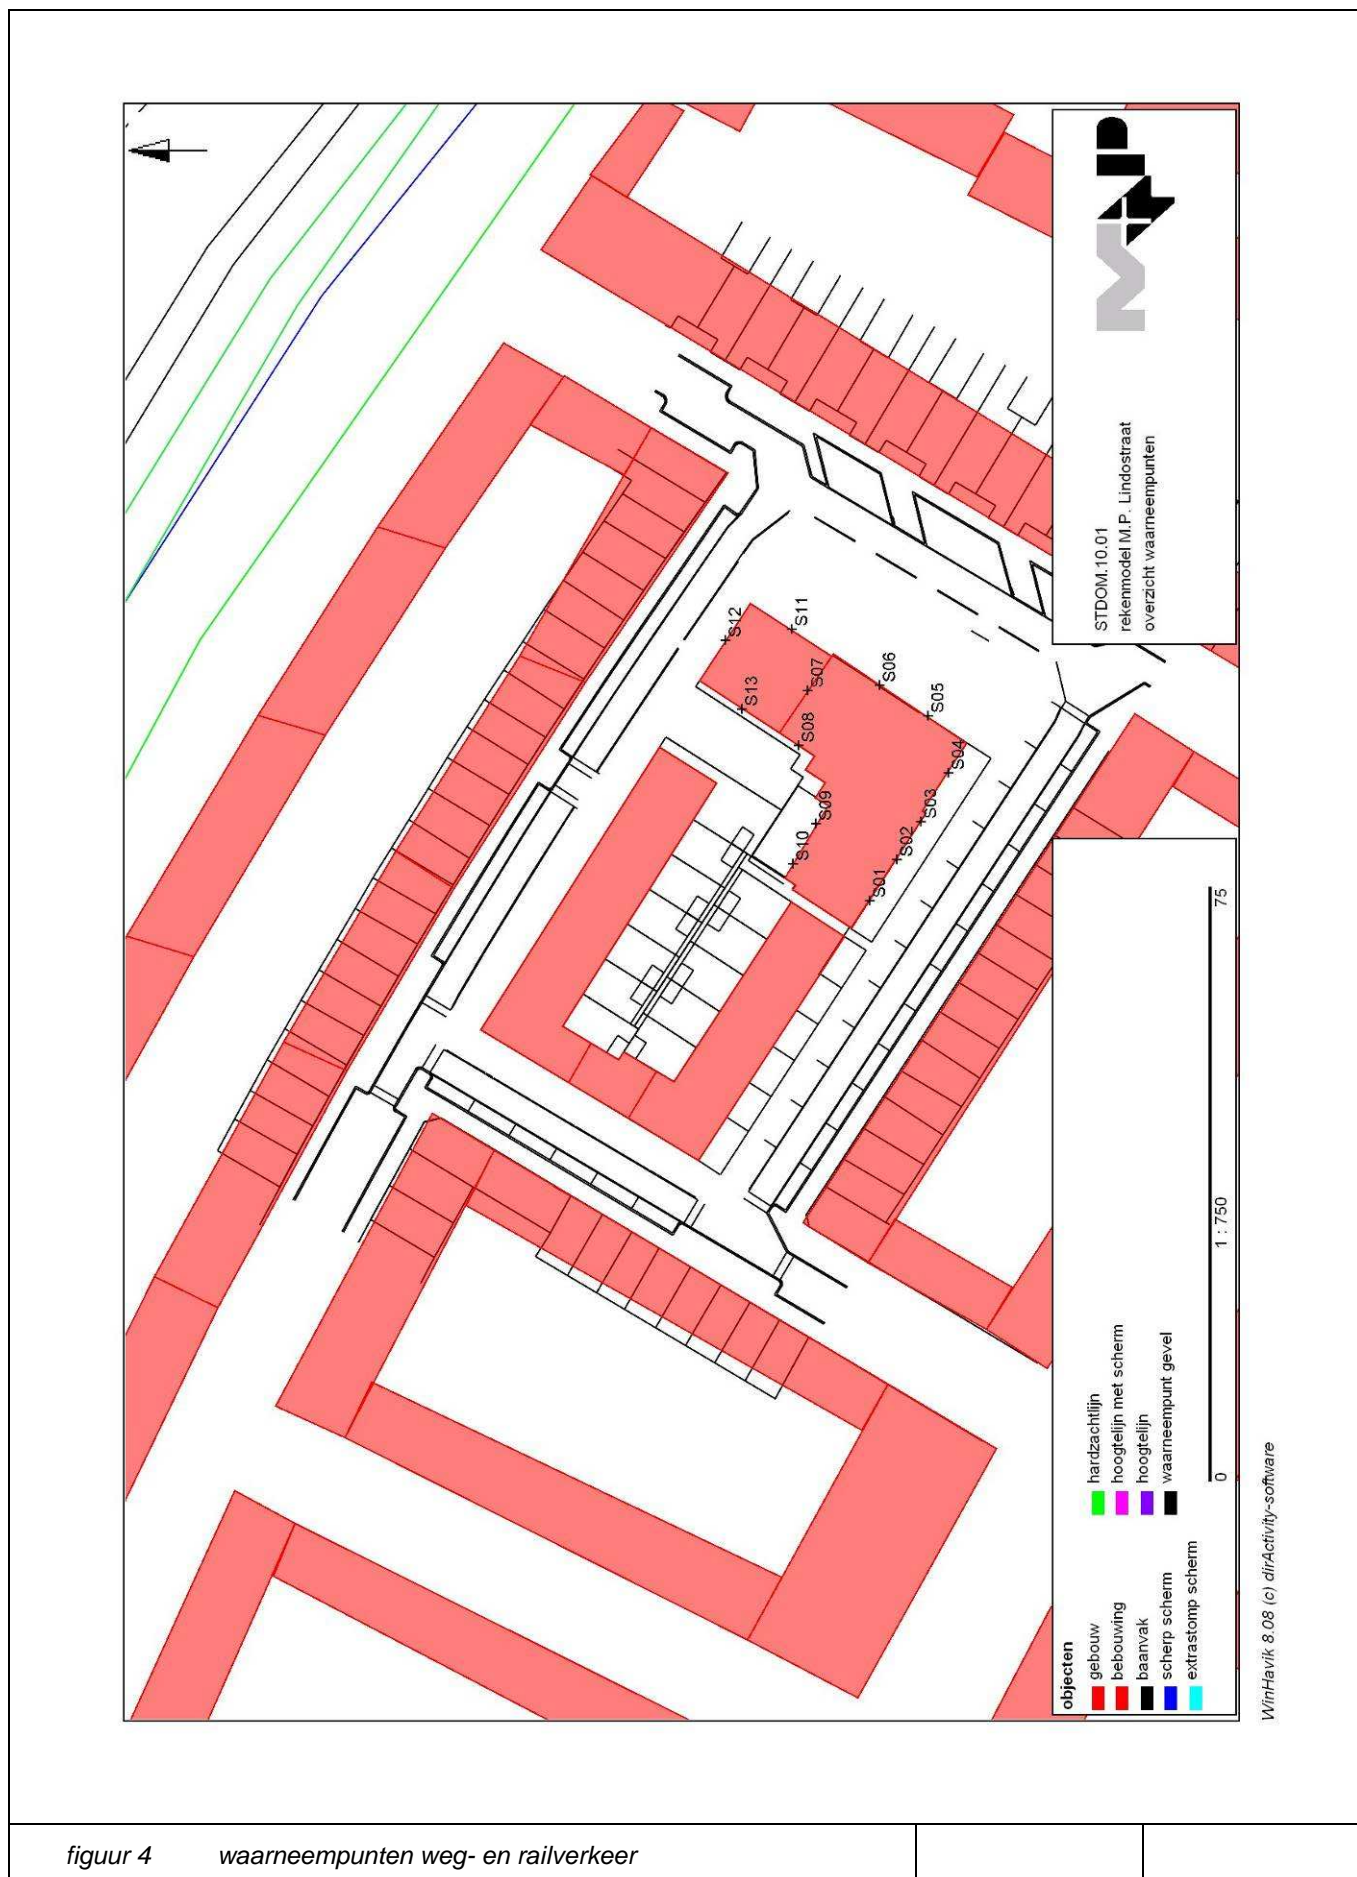 S12
S11
S13
S07
S08
S06
S05
S09
S04
S10
S03
S02
S01
M+P
STDOM.10.01
rekenmodel M.P. Lindostraat
overzicht waarneempunten
objecten
gebouw
bebouwing
baanvak
scherp scherm
extrastomp scherm
hardzachtlijn
hoogtelijn met scherm
hoogtelijn
waarneempunt gevel
0
1 : 750
75
WinHavik 8.08 (c) dirActivity-software
figuur 4 waarneempunten weg- en railverkeer